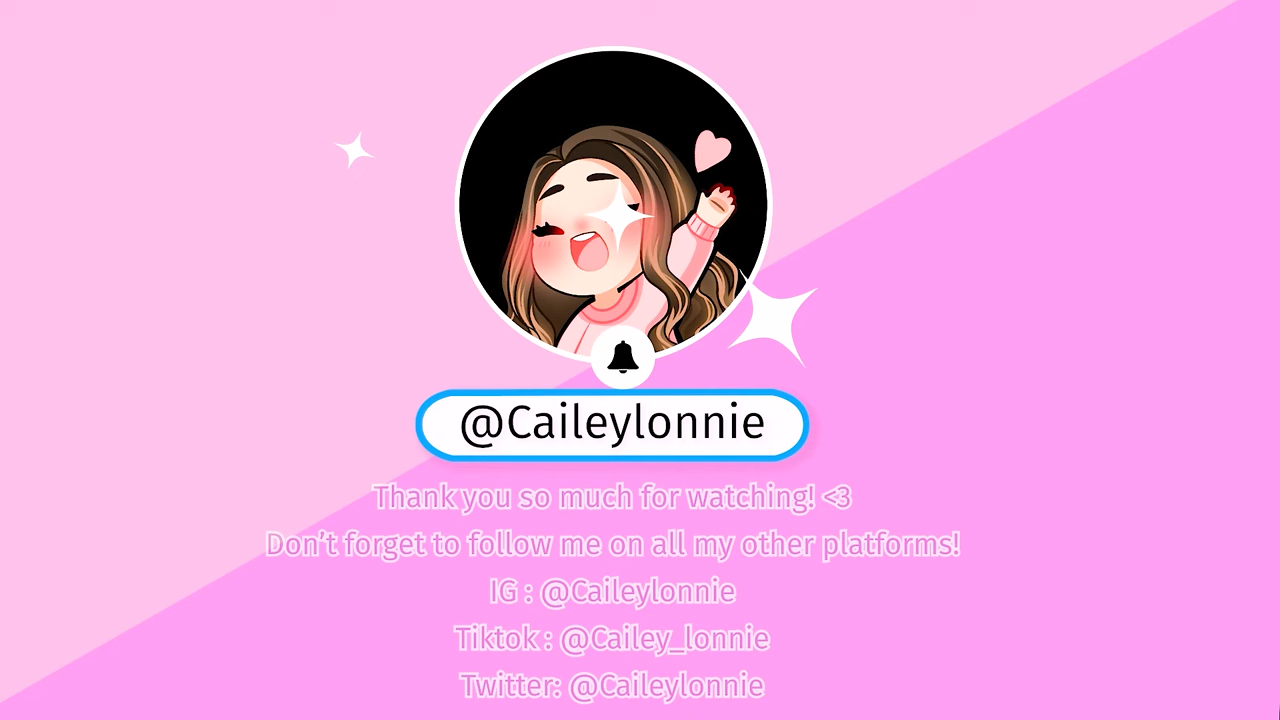 @Caileylonnie
Thank you so much for watching! <3
Don't forget to follow me on all my other platforms!
IG : @Caileylonnie
Tiktok : @Cailey_lonnie
Twitter: @Caileylonnie